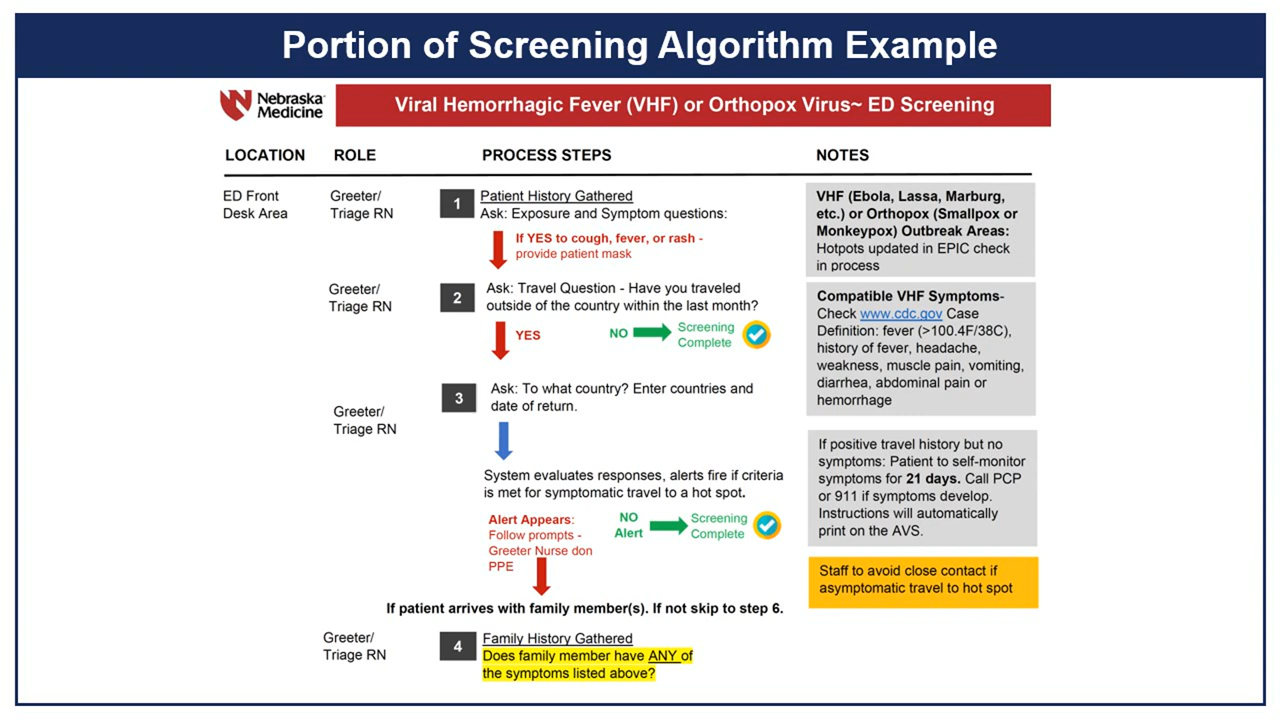 Portion of Screening Algorithm Example
Nebraska
Medicine
Viral Hemorrhagic Fever (VHF) or Orthopox Virus~ ED Screening
LOCATION
ROLE
PROCESS STEPS
NOTES
ED Front
Desk Area
Greeter/
Triage RN
1
Patient History Gathered
Ask: Exposure and Symptom questions:
If YES to cough, fever, or rash -
provide patient mask
VHF (Ebola, Lassa, Marburg,
etc.) or Orthopox (Smallpox or
Monkeypox) Outbreak Areas:
Hotpots updated in EPIC check
in process
Greeter/
Triage RN
2
Ask: Travel Question - Have you traveled
outside of the country within the last month?
YES
NO
Screening
Complete
Compatible VHF Symptoms-
Check www.cdc.gov Case
Definition: fever (>100.4F/38C),
history of fever, headache,
weakness, muscle pain, vomiting,
diarrhea, abdominal pain or
hemorrhage
Greeter/
Triage RN
3
Ask: To what country? Enter countries and
date of return.
System evaluates responses, alerts fire if criteria
is met for symptomatic travel to a hot spot.
Alert Appears:
Follow prompts -
Greeter Nurse don
PPE
NO
Alert
Screening
Complete
If positive travel history but no
symptoms: Patient to self-monitor
symptoms for 21 days. Call PCP
or 911 if symptoms develop.
Instructions will automatically
print on the AVS.
Staff to avoid close contact if
asymptomatic travel to hot spot
If patient arrives with family member(s). If not skip to step 6.
Greeter/
Triage RN
4
Family History Gathered
Does family member have ANY of
the symptoms listed above?